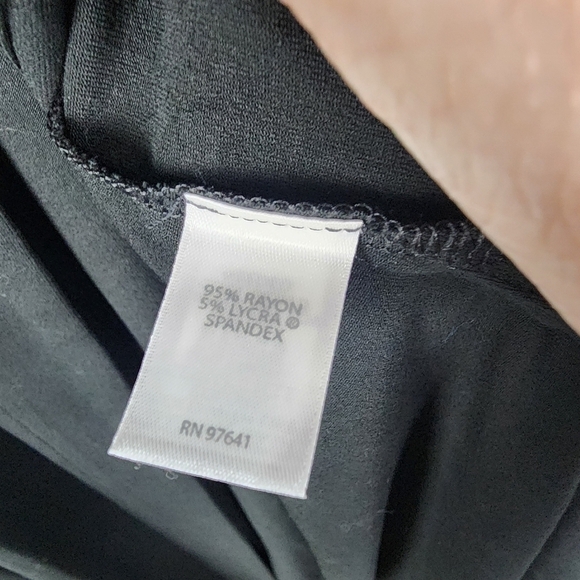 95% RAYON
5% LYCRA ®
SPANDEX
RN 97641